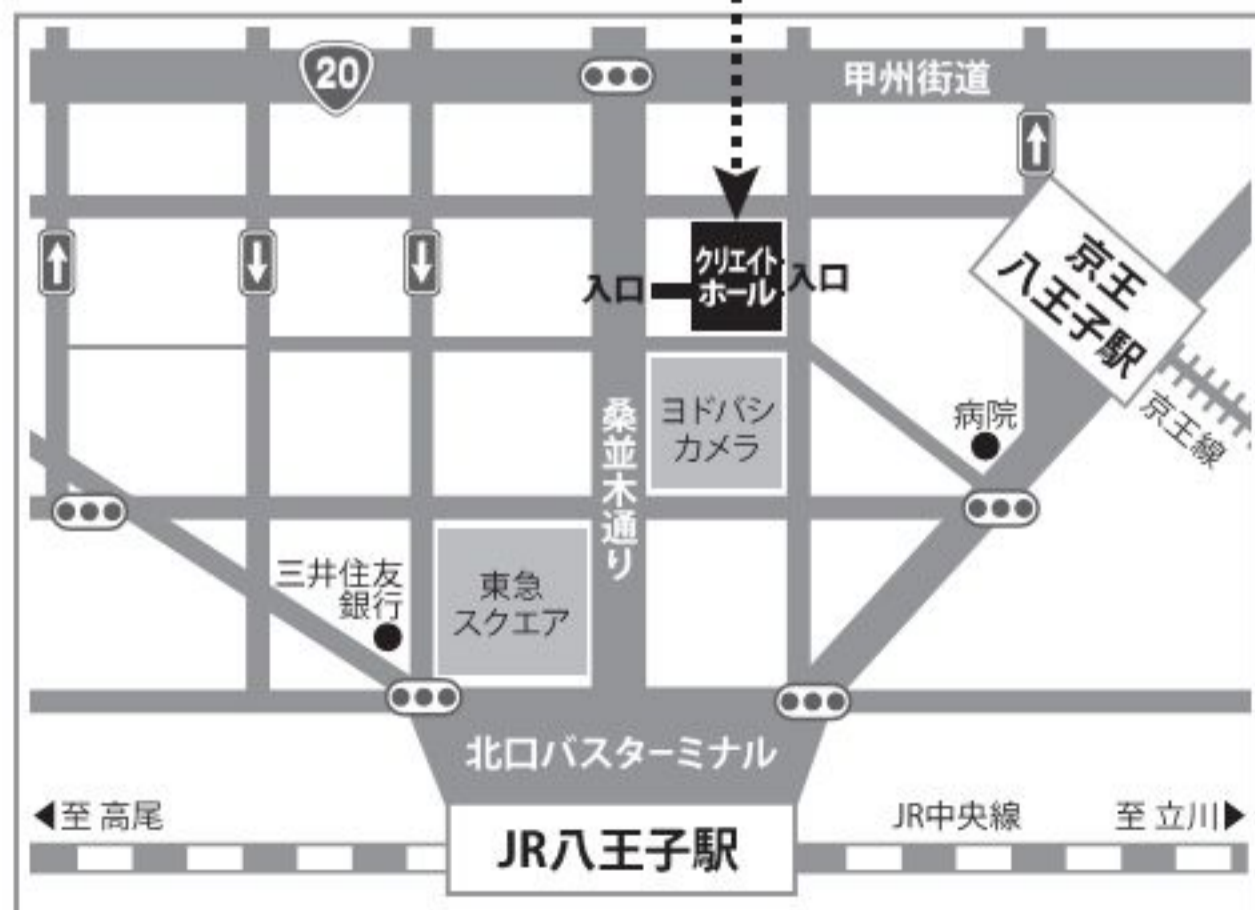 20
甲州街道
クリエイト
ホール
入口
入口
京王
八王子駅
京王線
ヨドバシ
カメラ
病院
桑並木通り
三井住友
銀行
東急
スクエア
北口バスターミナル
至 高尾
JR中央線
至 立川
JR八王子駅